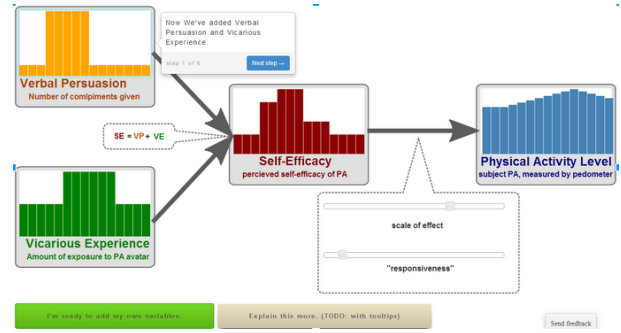 Now We've added Verbal
Persuasion and Vicarious
Experience
step 1 of 6
Next step →
Verbal Persuasion
Number of comlpiments given
SE = VP + VE
Self-Efficacy
percieved self-efficacy of PA
Physical Activity Level
subject PA, measured by pedometer
Vicarious Experience
Amount of exposure to PA avatar
scale of effect
"responsiveness"
I'm ready to add my own variables.
Explain this more. (TODO: with tooltips)
Send feedback